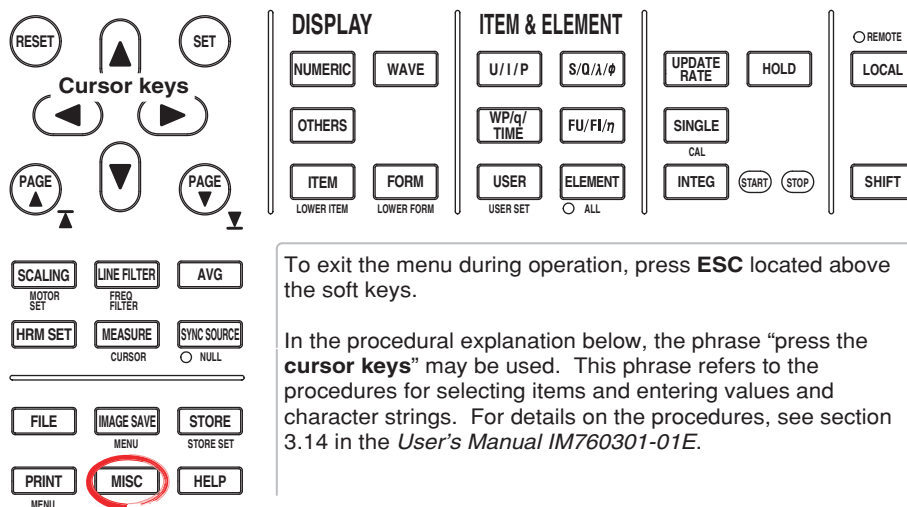 RESET
SET
Cursor keys
PAGE
PAGE
DISPLAY
NUMERIC
WAVE
OTHERS
ITEM
FORM
LOWER ITEM
LOWER FORM
ITEM & ELEMENT
U/I/P
S/Q/λ/ϕ
WP/q/
TIME
FU/FI/η
USER
ELEMENT
USER SET
ALL
UPDATE
RATE
HOLD
SINGLE
CAL
INTEG
START
STOP
REMOTE
LOCAL
SHIFT
SCALING
LINE FILTER
AVG
MOTOR
SET
FREQ
FILTER
HRM SET
MEASURE
SYNC SOURCE
CURSOR
NULL
FILE
IMAGE SAVE
STORE
MENU
STORE SET
PRINT
MISC
HELP
MENU
To exit the menu during operation, press ESC located above
the soft keys.
In the procedural explanation below, the phrase “press the
cursor keys” may be used. This phrase refers to the
procedures for selecting items and entering values and
character strings. For details on the procedures, see section
3.14 in the User’s Manual IM760301-01E.